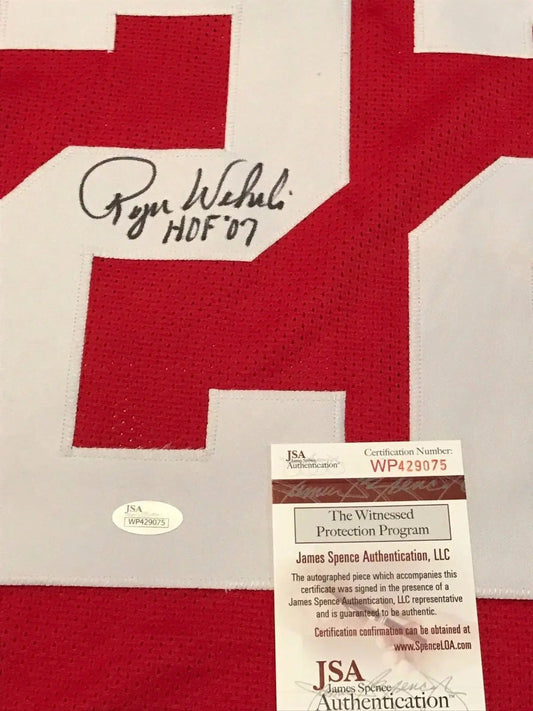 Roger Wehrli
HOF '07
JSA
WP429075
JSA
James Spence
Authentication
Certification Number:
WP429075
The Witnessed
Protection Program
James Spence Authentication, LLC
The autographed piece which accompanies this
certificate was signed in the presence of a
James Spence Authentication, LLC representative
and is guaranteed to be authentic.
Certification confirmation can be obtained at
www.SpenceLOA.com.
JSA
James Spence
Authentication